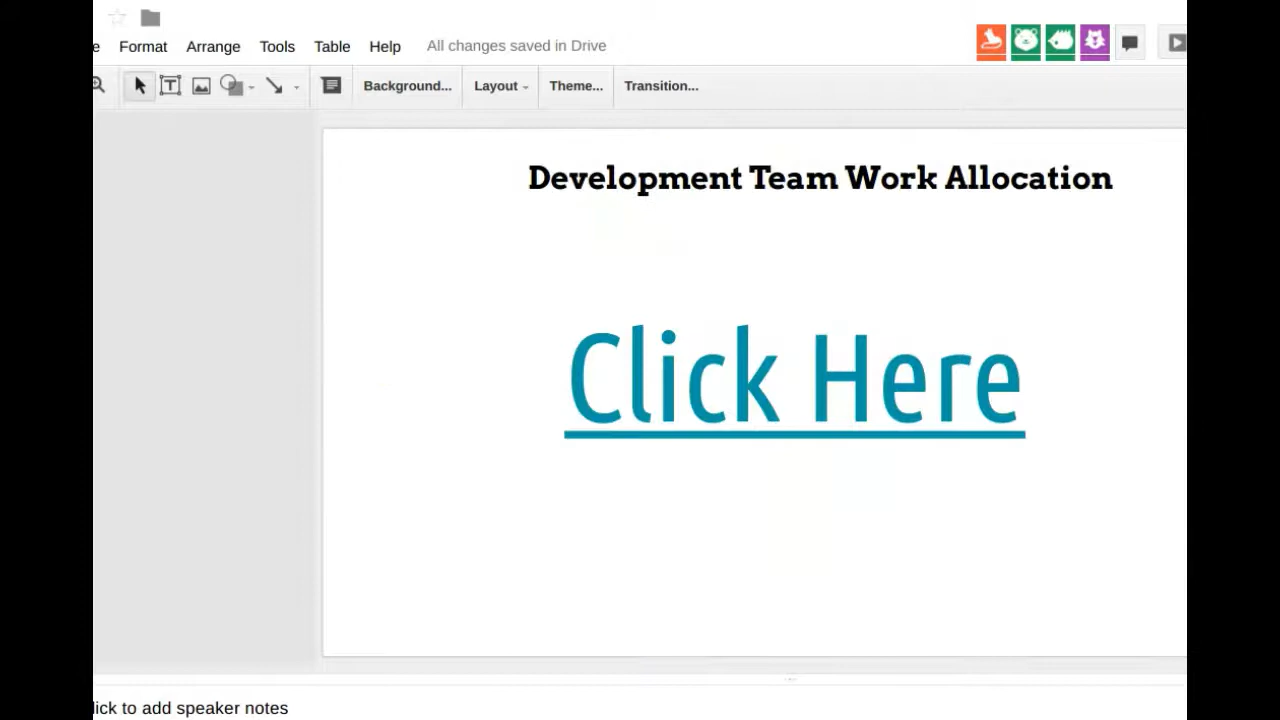 Format Arrange Tools Table Help All changes saved in Drive
Background... Layout Theme... Transition...
Development Team Work Allocation
Click Here
lick to add speaker notes